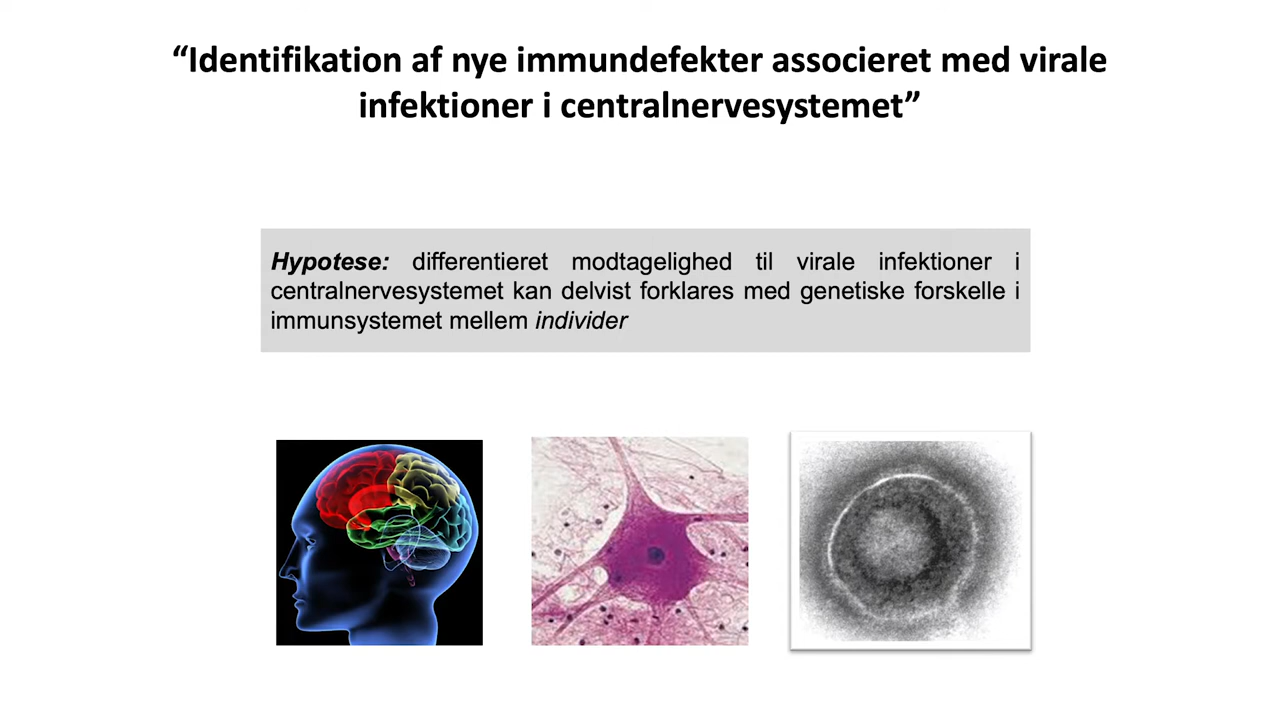 “Identifikation af nye immundefekter associeret med virale
infektioner i centralnervesystemet”
Hypotese: differentieret modtagelighed til virale infektioner i
centralnervesystemet kan delvist forklares med genetiske forskelle i
immunsystemet mellem individer